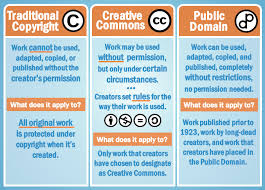 Traditional
Copyright
©
Work cannot be used,
adapted, copied, or
published without the
creator's permission
What does it apply to?
All original work
is protected under
copyright when it's
created.
Creative
Commons
cc
Work may be used
without permission,
but only under certain
circumstances.
...
Creators set rules for the
way their work is used.
What does it apply to?
Only work that creators
have chosen to designate
as Creative Commons.
Public
Domain
Work can be used,
adapted, copied, and
published, completely
without restrictions,
no permission needed.
What does it apply to?
Work published prior to
1923, work by long-dead
creators, and work that
creators have placed in
the Public Domain.